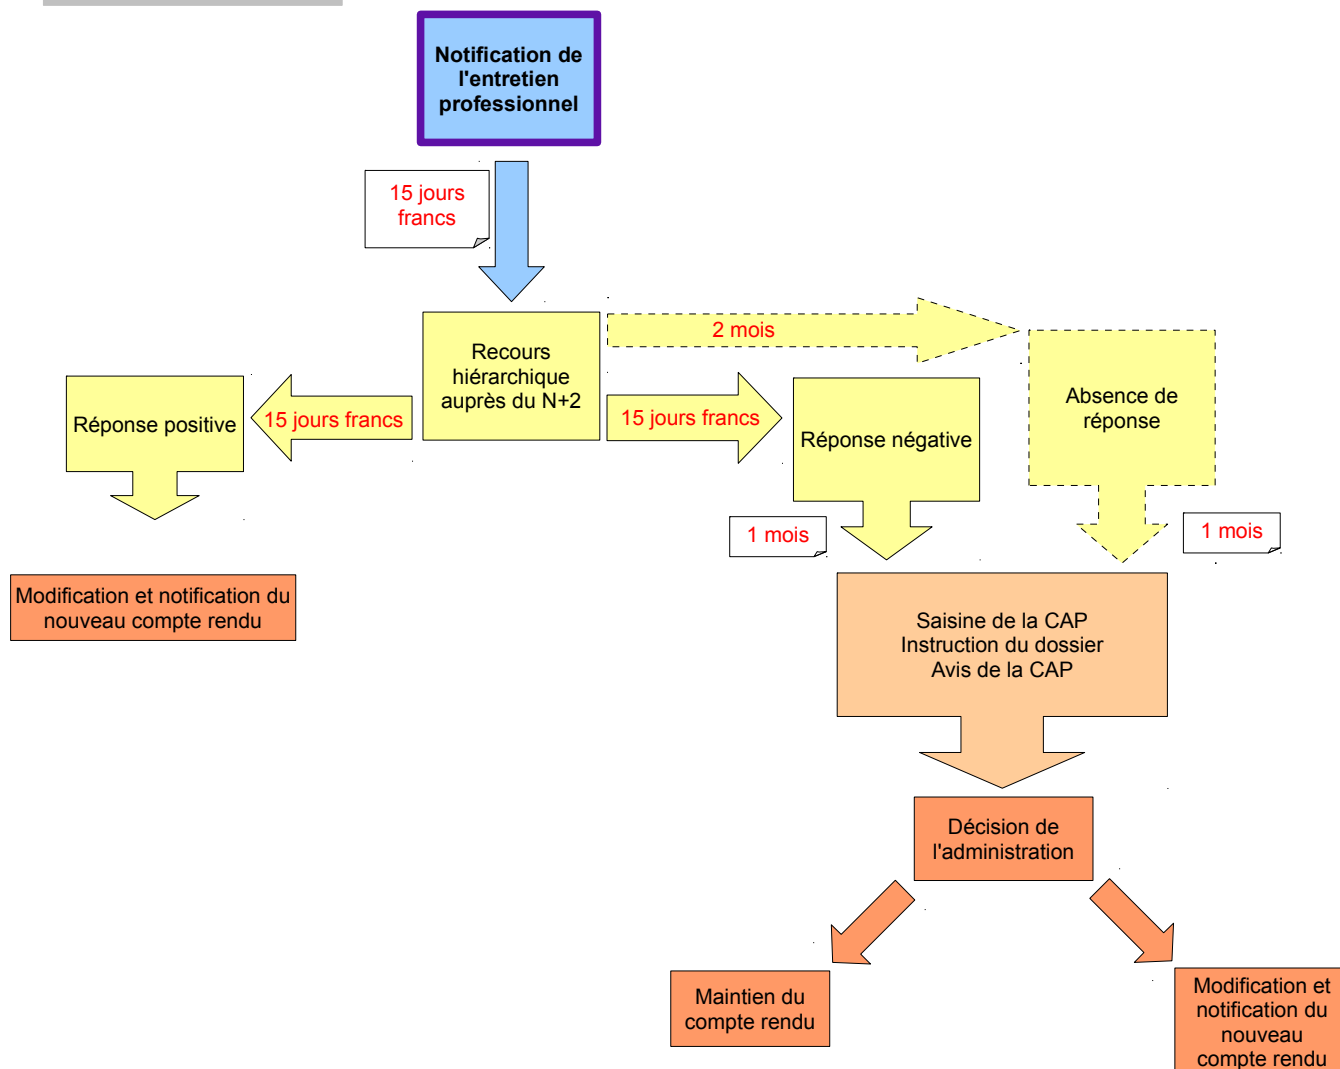 Notification de
l'entretien
professionnel
15 jours
francs
2 mois
Recours
hiérarchique
auprès du N+2
Absence de
réponse
Réponse positive
15 jours francs
15 jours francs
Réponse négative
1 mois
1 mois
Modification et notification du
nouveau compte rendu
Saisine de la CAP
Instruction du dossier
Avis de la CAP
Décision de
l'administration
Maintien du
compte rendu
Modification et
notification du
nouveau
compte rendu